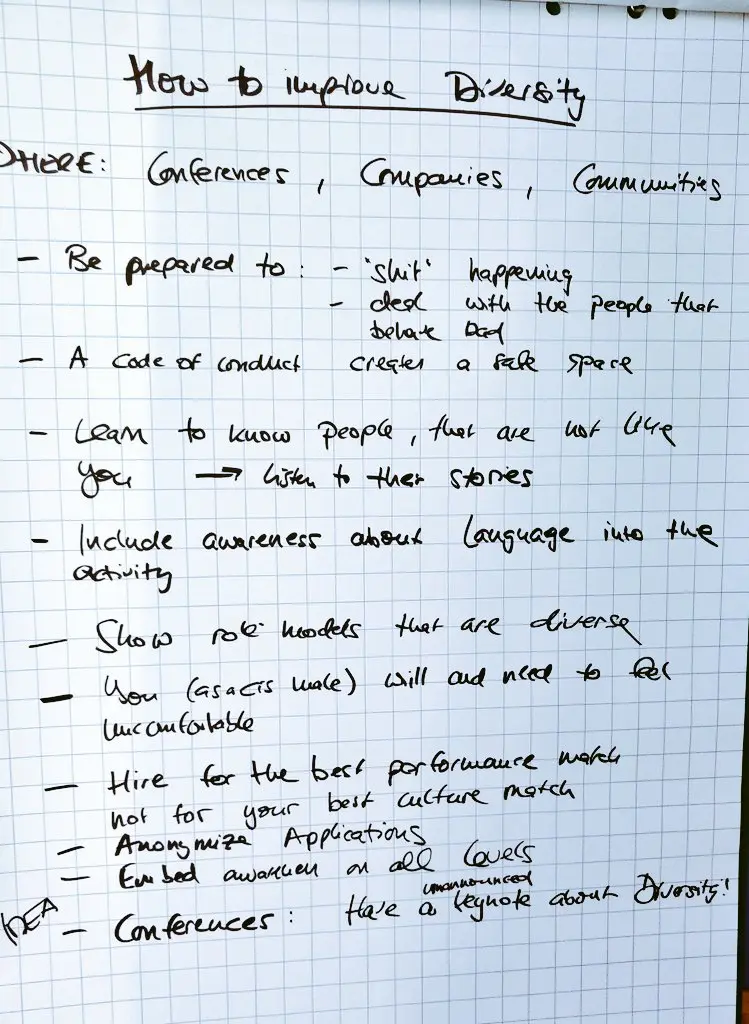 How to improve Diversity
WHERE: Conferences, Companies, Communities
- Be prepared to: - "shit" happening
- deal with the people that
behave bad
- A code of conduct creates a safe space
- Learn to know people, that are not like
you → listen to their stories
- Include awareness about Language into the
activity
- Show role models that are diverse
- You (as a cis male) will and need to feel
uncomfortable
- Hire for the best performance match
not for your best culture match
- Anonymize Applications
- Embed awareness on all levels
unannounced
IDEA - Conferences: Have a keynote about Diversity!